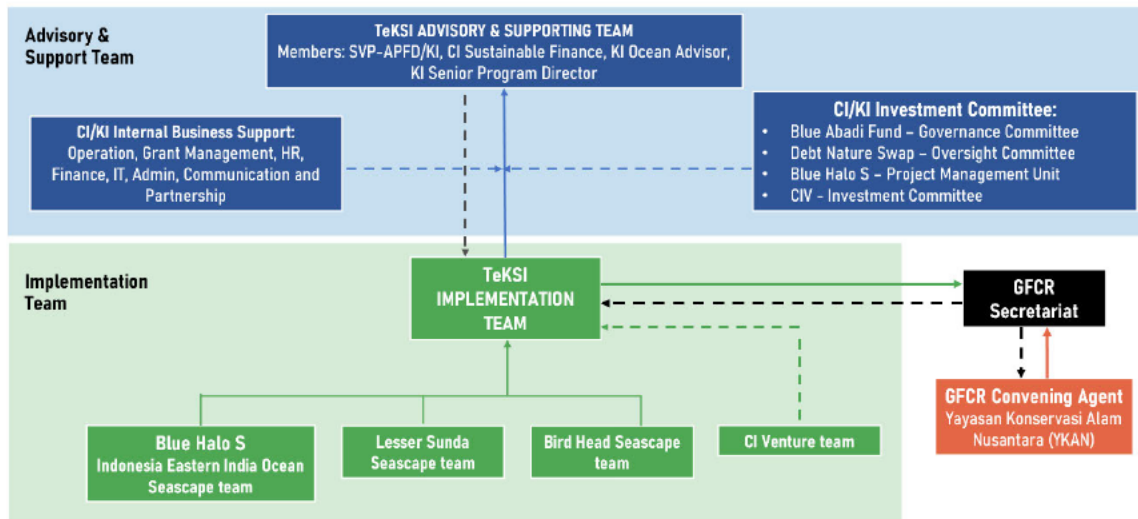 Advisory &
Support Team
TeKSI ADVISORY & SUPPORTING TEAM
Members: SVP-APFD/KI, CI Sustainable Finance, KI Ocean Advisor,
KI Senior Program Director
CI/KI Internal Business Support:
Operation, Grant Management, HR,
Finance, IT, Admin, Communication and
Partnership
CI/KI Investment Committee:
• Blue Abadi Fund – Governance Committee
• Debt Nature Swap – Oversight Committee
• Blue Halo S – Project Management Unit
• CIV – Investment Committee
Implementation
Team
TeKSI
IMPLEMENTATION
TEAM
GFCR
Secretariat
GFCR Convening Agent
Yayasan Konservasi Alam
Nusantara (YKAN)
Blue Halo S
Indonesia Eastern India Ocean
Seascape team
Lesser Sunda
Seascape team
Bird Head Seascape
team
CI Venture team